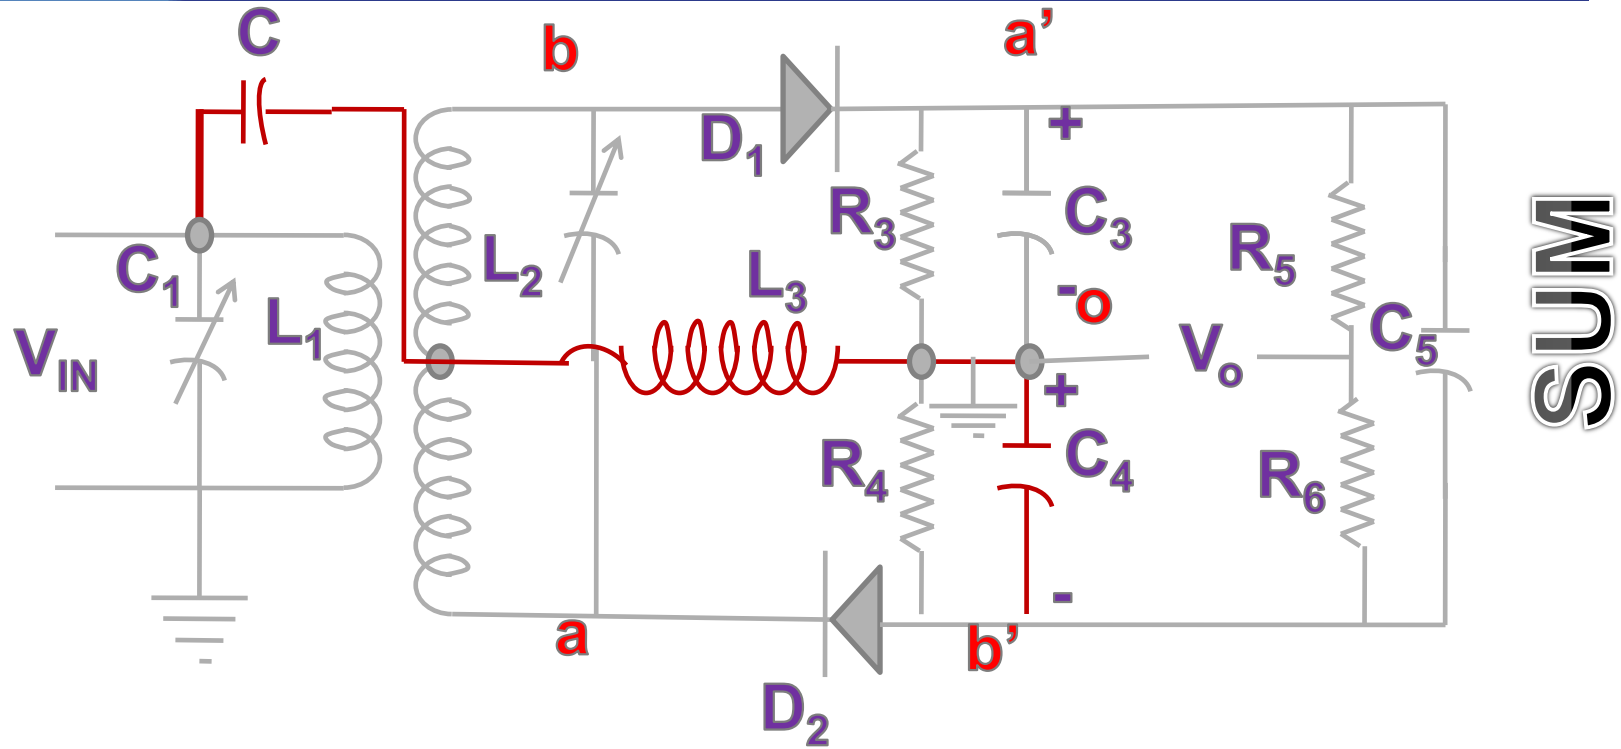 C
b
a’
D1
+
R3
C3
R5
C1
L2
L3
-
o
L1
VIN
Vo
C5
+
R4
C4
R6
-
a
b’
D2
SUM